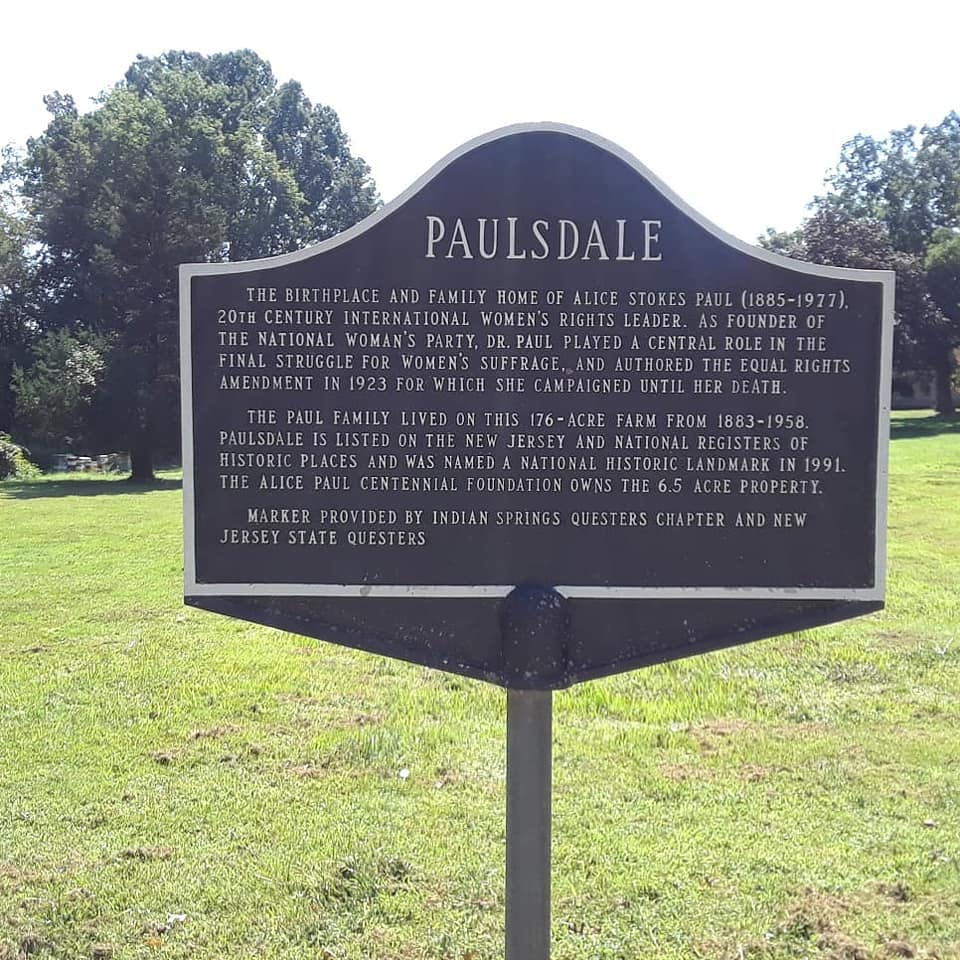 PAULSDALE
THE BIRTHPLACE AND FAMILY HOME OF ALICE STOKES PAUL (1885-1977),
20TH CENTURY INTERNATIONAL WOMEN'S RIGHTS LEADER. AS FOUNDER OF
THE NATIONAL WOMAN'S PARTY, DR. PAUL PLAYED A CENTRAL ROLE IN THE
FINAL STRUGGLE FOR WOMEN'S SUFFRAGE, AND AUTHORED THE EQUAL RIGHTS
AMENDMENT IN 1923 FOR WHICH SHE CAMPAIGNED UNTIL HER DEATH.
THE PAUL FAMILY LIVED ON THIS 176-ACRE FARM FROM 1883-1958.
PAULSDALE IS LISTED ON THE NEW JERSEY AND NATIONAL REGISTERS OF
HISTORIC PLACES AND WAS NAMED A NATIONAL HISTORIC LANDMARK IN 1991.
THE ALICE PAUL CENTENNIAL FOUNDATION OWNS THE 6.5 ACRE PROPERTY.
MARKER PROVIDED BY INDIAN SPRINGS QUESTERS CHAPTER AND NEW
JERSEY STATE QUESTERS